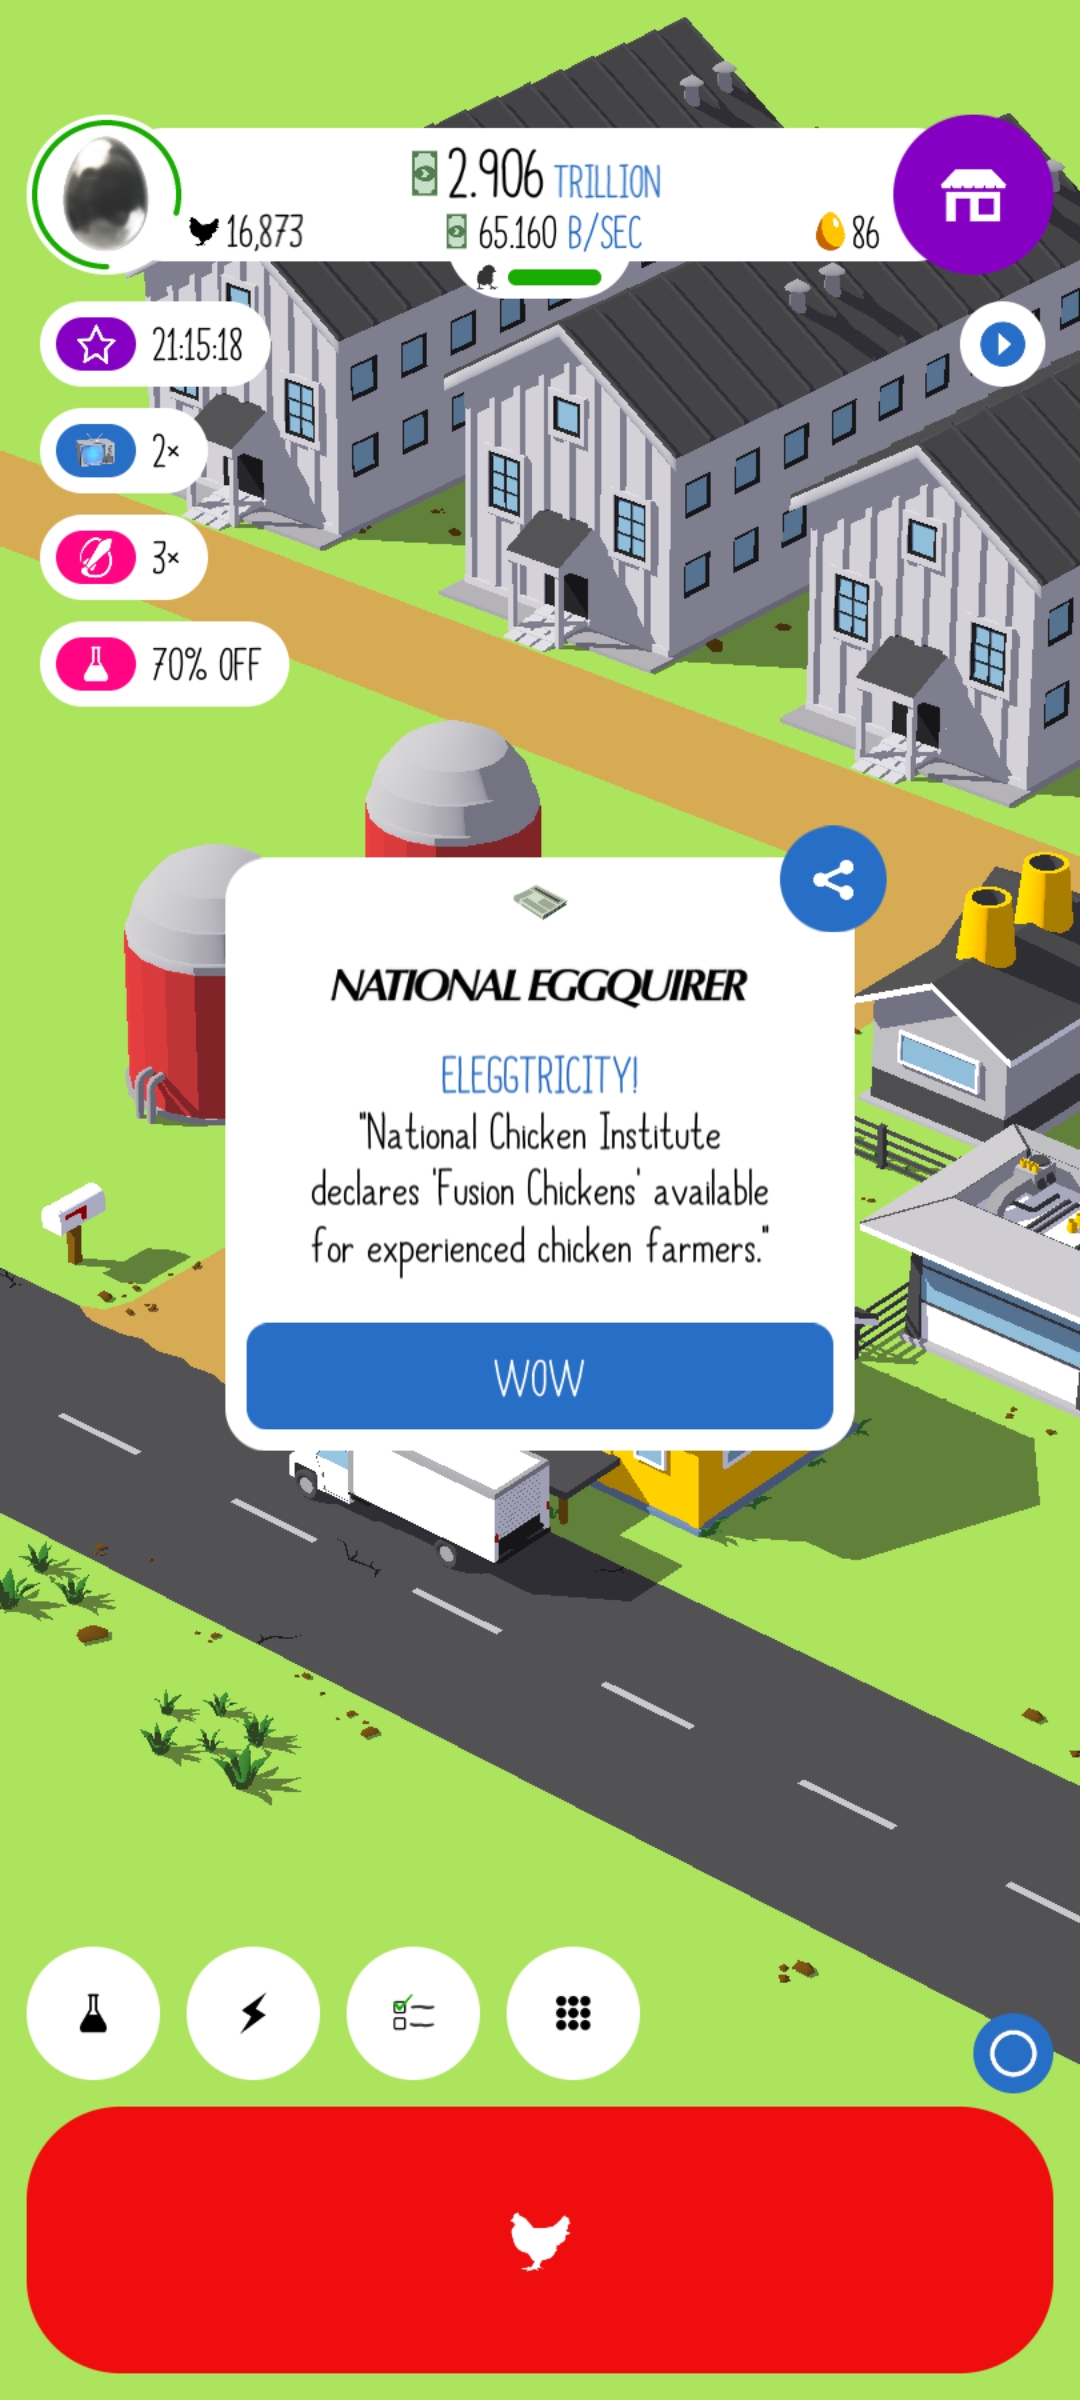 2.906 TRILLION
16,873
65.160 B/SEC
86
21:15:18
2×
3×
70% OFF
NATIONAL EGGQUIRER
ELEGGTRICITY!
"National Chicken Institute
declares 'Fusion Chickens' available
for experienced chicken farmers."
WOW